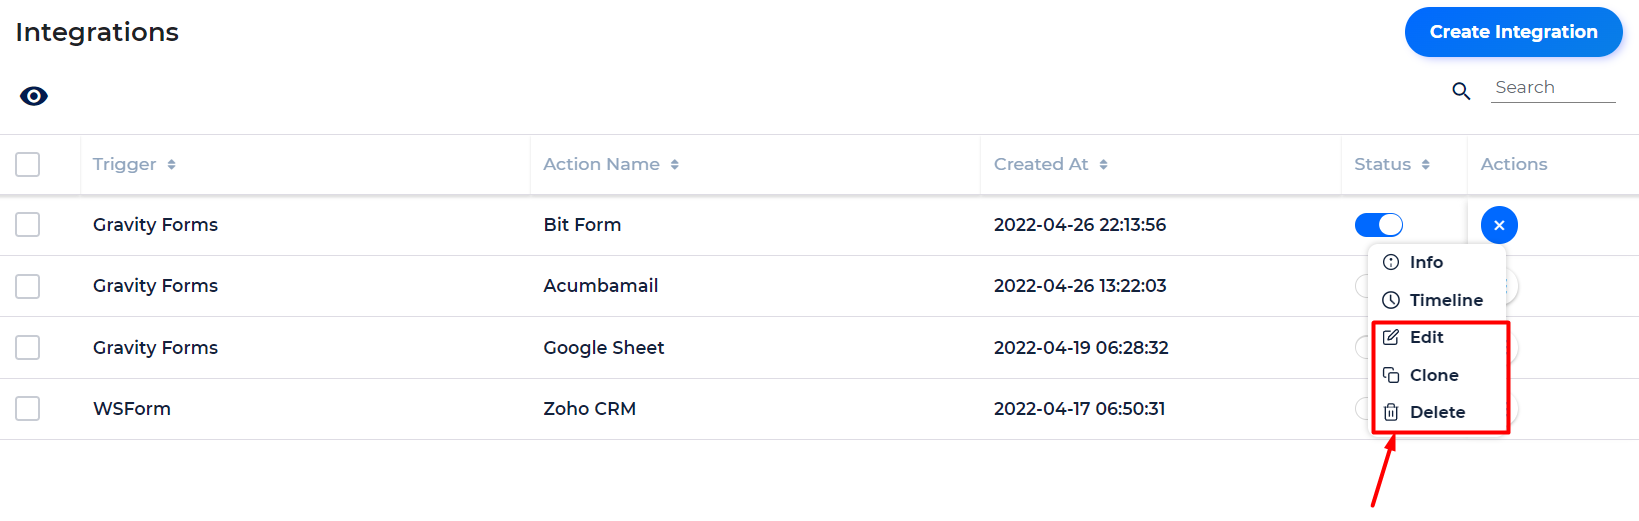 Integrations
Create Integration
Search
Trigger Action Name Created At Status Actions
Gravity Forms Bit Form 2022-04-26 22:13:56
Info
Gravity Forms Acumbamail 2022-04-26 13:22:03
Timeline
Edit
Gravity Forms Google Sheet 2022-04-19 06:28:32
Clone
WSForm Zoho CRM 2022-04-17 06:50:31
Delete